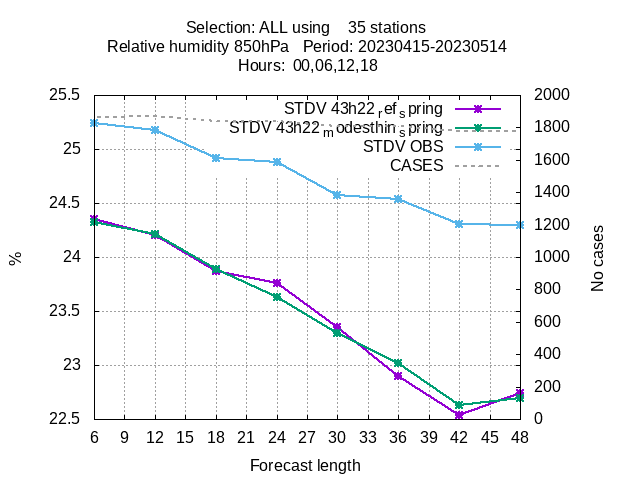 Selection: ALL using 35 stations
Relative humidity 850hPa Period: 20230415-20230514
Hours: 00,06,12,18
25.5
25
24.5
24
23.5
23
22.5
%
STDV 43h22refspring
STDV 43h22modesthinspring
STDV OBS
CASES
2000
1800
1600
1400
1200
1000
800
600
400
200
0
No cases
6 9 12 15 18 21 24 27 30 33 36 39 42 45 48
Forecast length